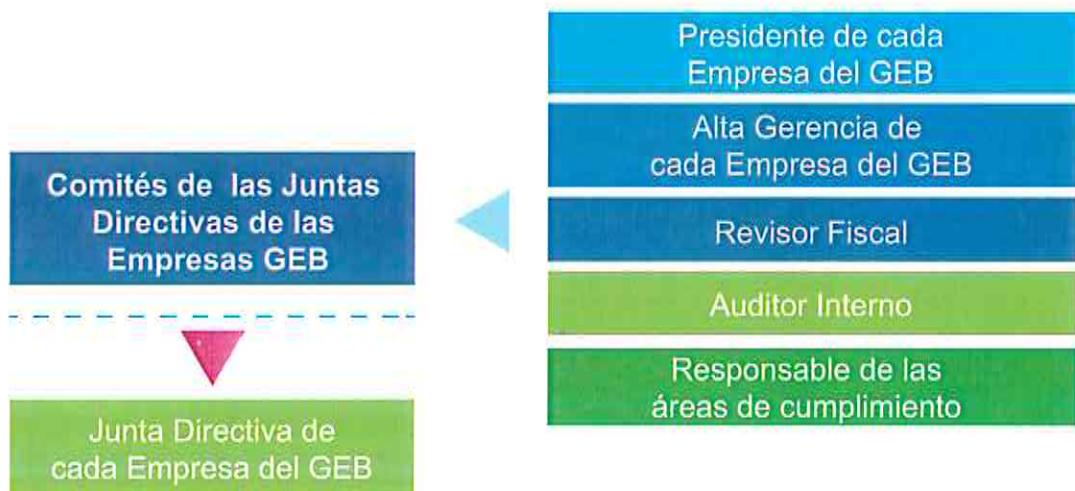 Presidente de cada
Empresa del GEB
Alta Gerencia de
cada Empresa del GEB
Revisor Fiscal
Auditor Interno
Responsable de las
áreas de cumplimiento
Comités de las Juntas
Directivas de las
Empresas GEB
Junta Directiva de
cada Empresa del GEB